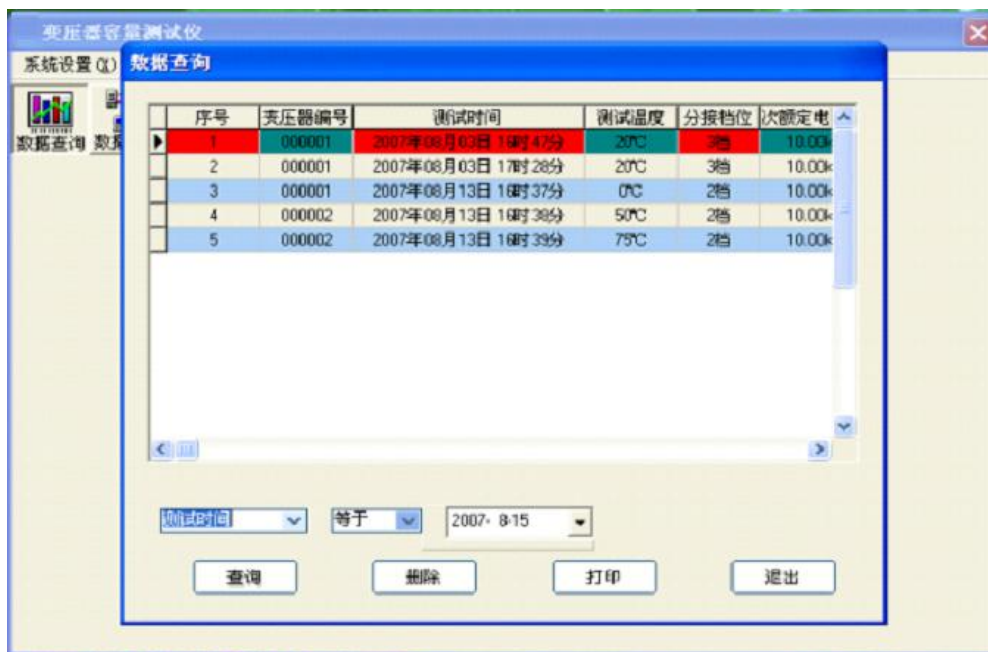 变压器容量测试仪
系统设置(X)
数据查询
数据查询
序号 变压器编号 测试时间 测试温度 分接档位 次额定电
1 000001 2007年08月03日 16时47分 20℃ 3档 10.00k
2 000001 2007年08月03日 17时28分 20℃ 3档 10.00k
3 000001 2007年08月13日 16时37分 0℃ 2档 10.00k
4 000002 2007年08月13日 16时38分 50℃ 2档 10.00k
5 000002 2007年08月13日 16时39分 75℃ 2档 10.00k
测试时间 等于 2007- 8-15
查询 删除 打印 退出